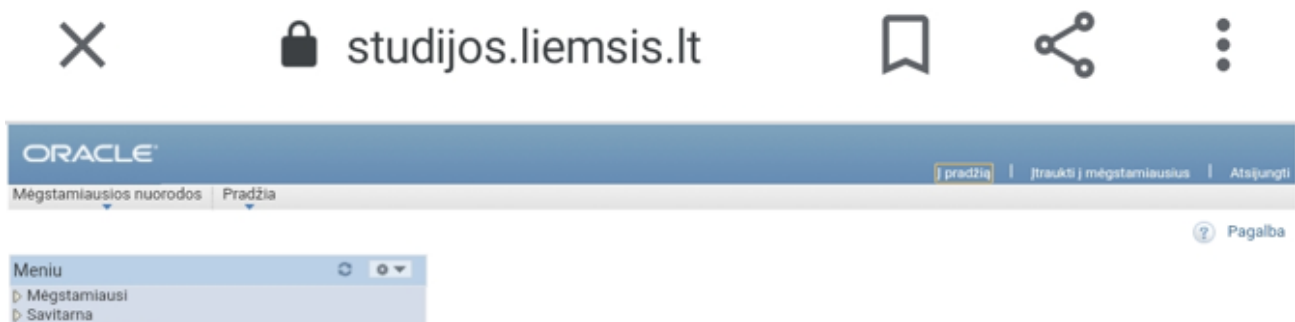 studijos.liemsis.lt
ORACLE
Į pradžią | Įtraukti į mėgstamiausius | Atsijungti
Mėgstamiausios nuorodos Pradžia
? Pagalba
Meniu
Mėgstamiausi
Savitarna